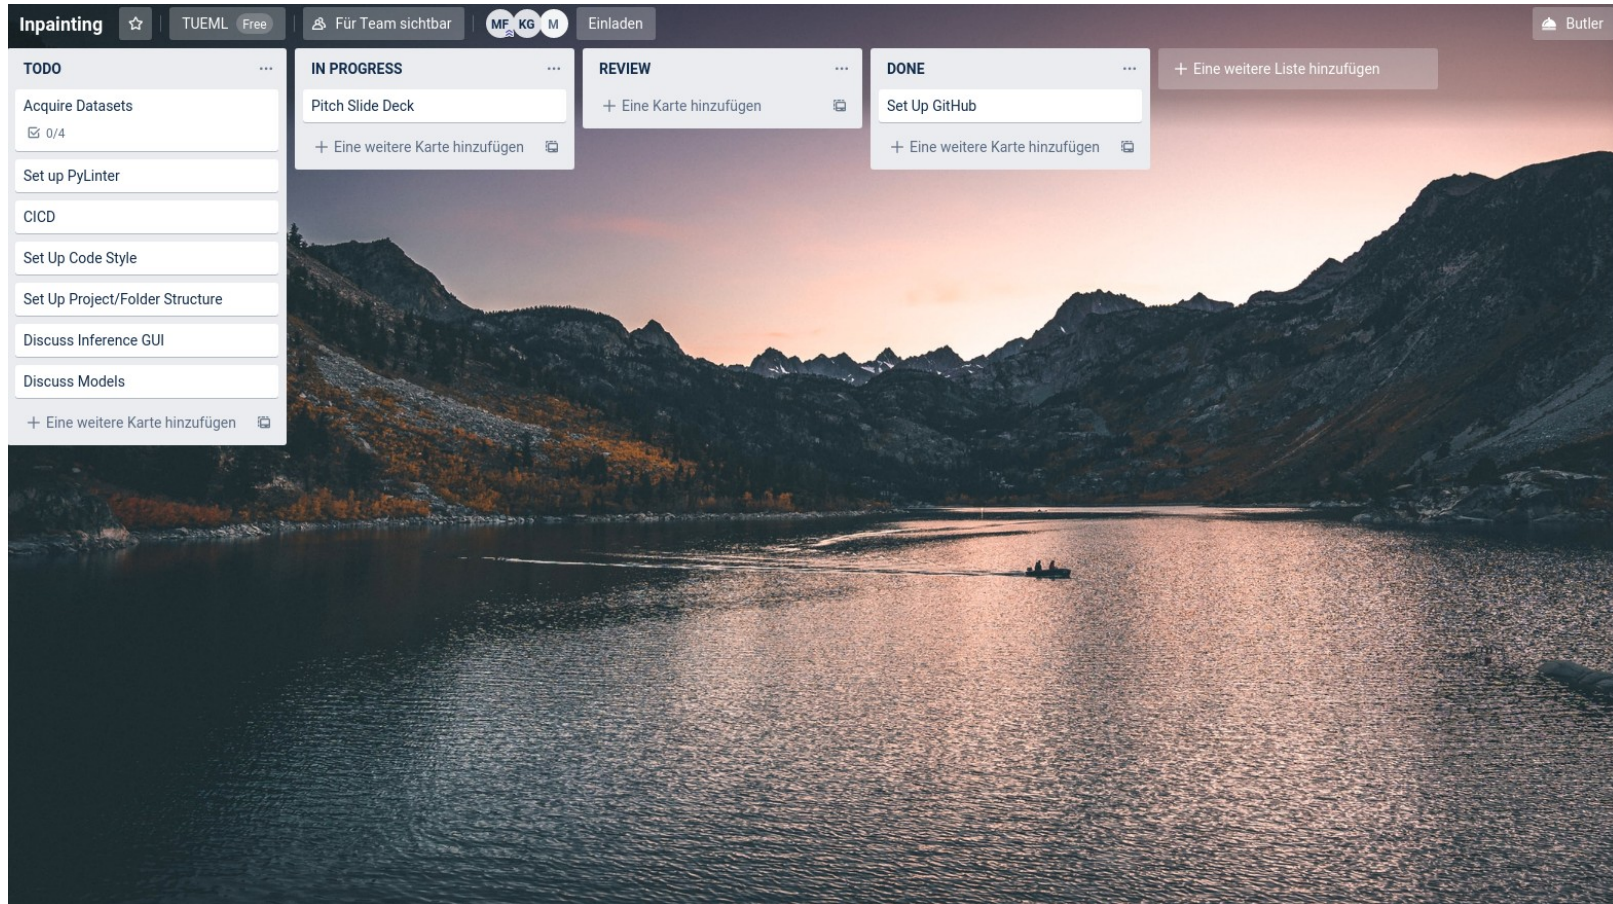 Inpainting TUEML Free Für Team sichtbar MF KG M Einladen Butler
TODO
Acquire Datasets
0/4
Set up PyLinter
CICD
Set Up Code Style
Set Up Project/Folder Structure
Discuss Inference GUI
Discuss Models
+ Eine weitere Karte hinzufügen
IN PROGRESS
Pitch Slide Deck
+ Eine weitere Karte hinzufügen
REVIEW
+ Eine Karte hinzufügen
DONE
Set Up GitHub
+ Eine weitere Karte hinzufügen
+ Eine weitere Liste hinzufügen